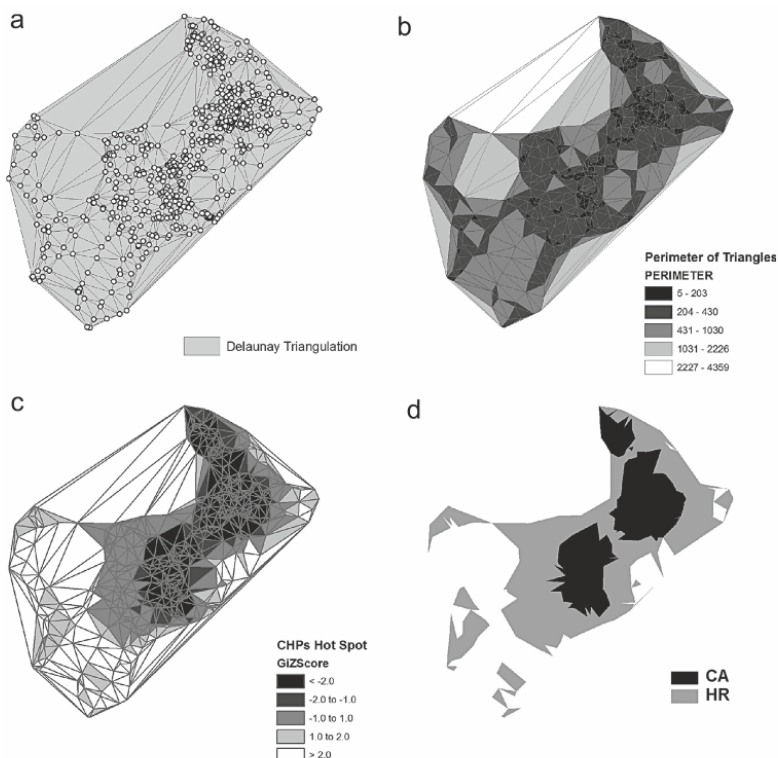 a
b
Delaunay Triangulation
Perimeter of Triangles
PERIMETER
5 - 203
204 - 430
431 - 1030
1031 - 2226
2227 - 4359
c
d
CHPs Hot Spot
GiZScore
< -2.0
-2.0 to -1.0
-1.0 to 1.0
1.0 to 2.0
> 2.0
CA
HR